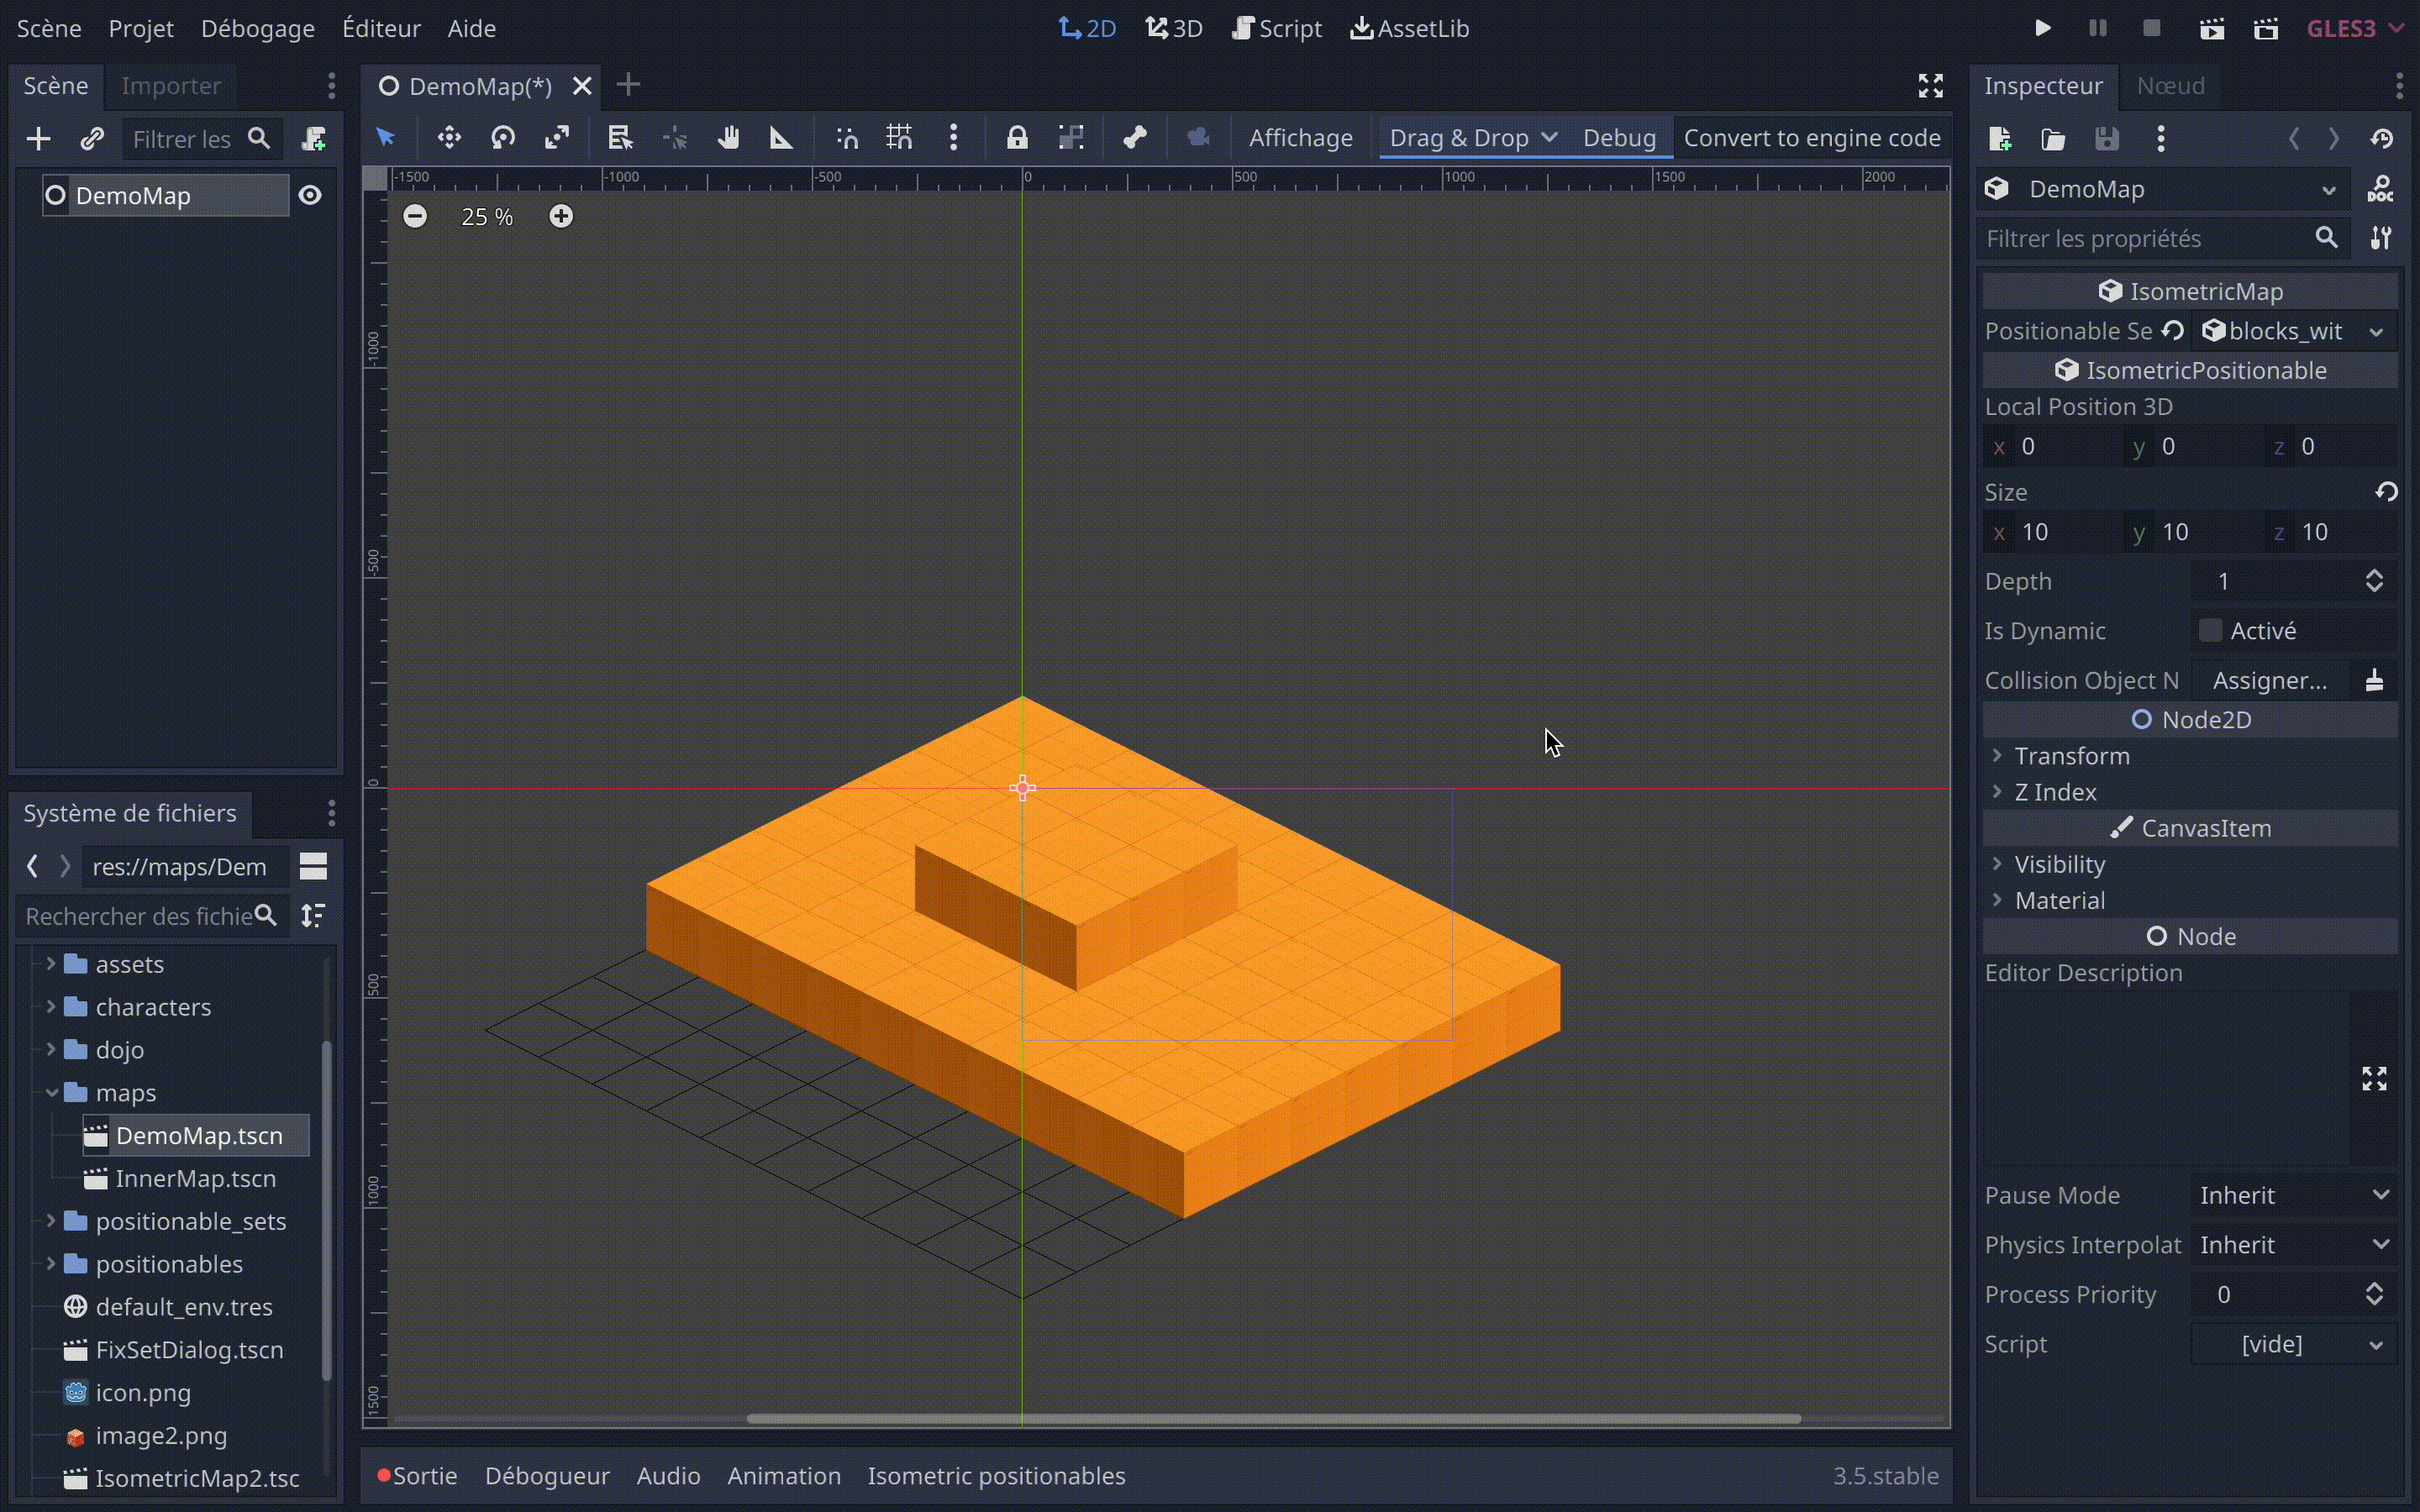 Scène Projet Débogage Éditeur Aide
2D 3D Script AssetLib
GLES3
Scène Importer
Filtrer les
DemoMap
Système de fichiers
res://maps/Dem
Rechercher des fichie
assets
characters
dojo
maps
DemoMap.tscn
InnerMap.tscn
positionable_sets
positionables
default_env.tres
FixSetDialog.tscn
icon.png
image2.png
IsometricMap2.tsc
DemoMap(*)
Affichage Drag & Drop Debug Convert to engine code
-1500 -1000 -500 0 500 1000 1500 2000
25 %
-1000
-500
0
500
1000
1500
Sortie Débogueur Audio Animation Isometric positionables 3.5.stable
Inspecteur Nœud
DemoMap
DOC
Filtrer les propriétés
IsometricMap
Positionable Se blocks_wit
IsometricPositionable
Local Position 3D
x 0 y 0 z 0
Size
x 10 y 10 z 10
Depth 1
Is Dynamic Activé
Collision Object N Assigner...
Node2D
Transform
Z Index
CanvasItem
Visibility
Material
Node
Editor Description
Pause Mode Inherit
Physics Interpolat Inherit
Process Priority 0
Script [vide]